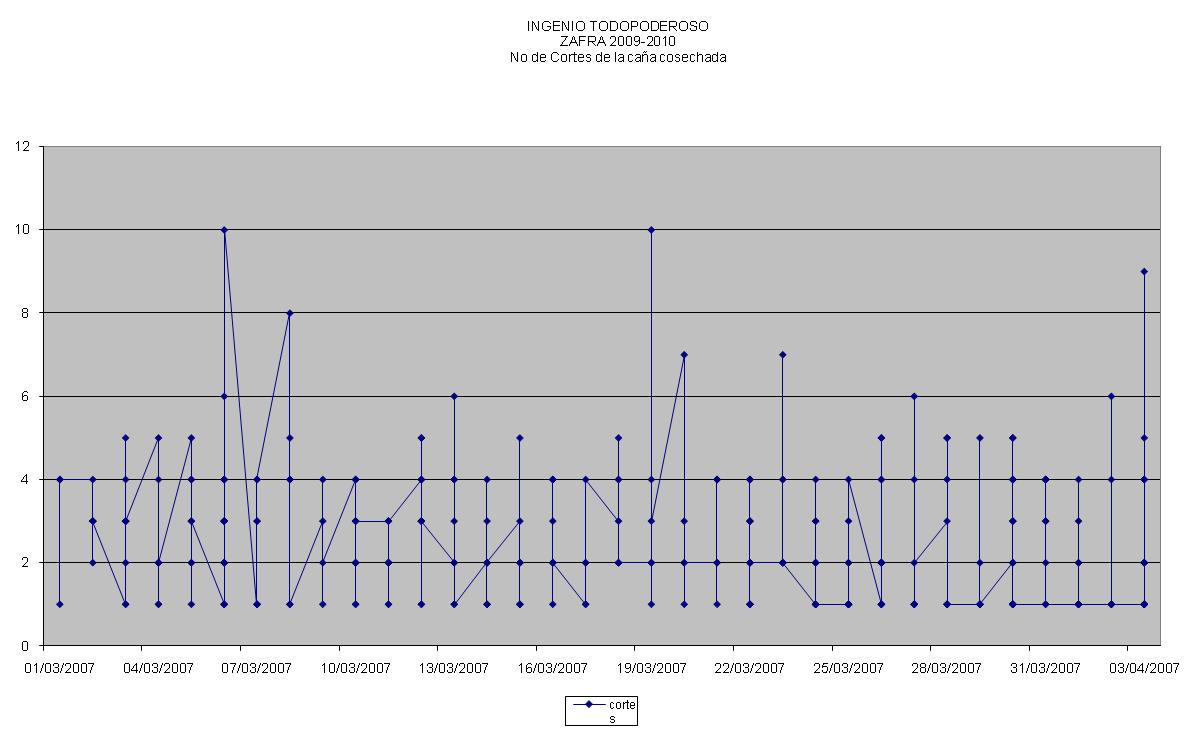 INGENIO TODOPODEROSO
ZAFRA 2009-2010
No de Cortes de la caña cosechada
12
10
8
6
4
2
0
01/03/2007 04/03/2007 07/03/2007 10/03/2007 13/03/2007 16/03/2007 19/03/2007 22/03/2007 25/03/2007 28/03/2007 31/03/2007 03/04/2007
corte
s